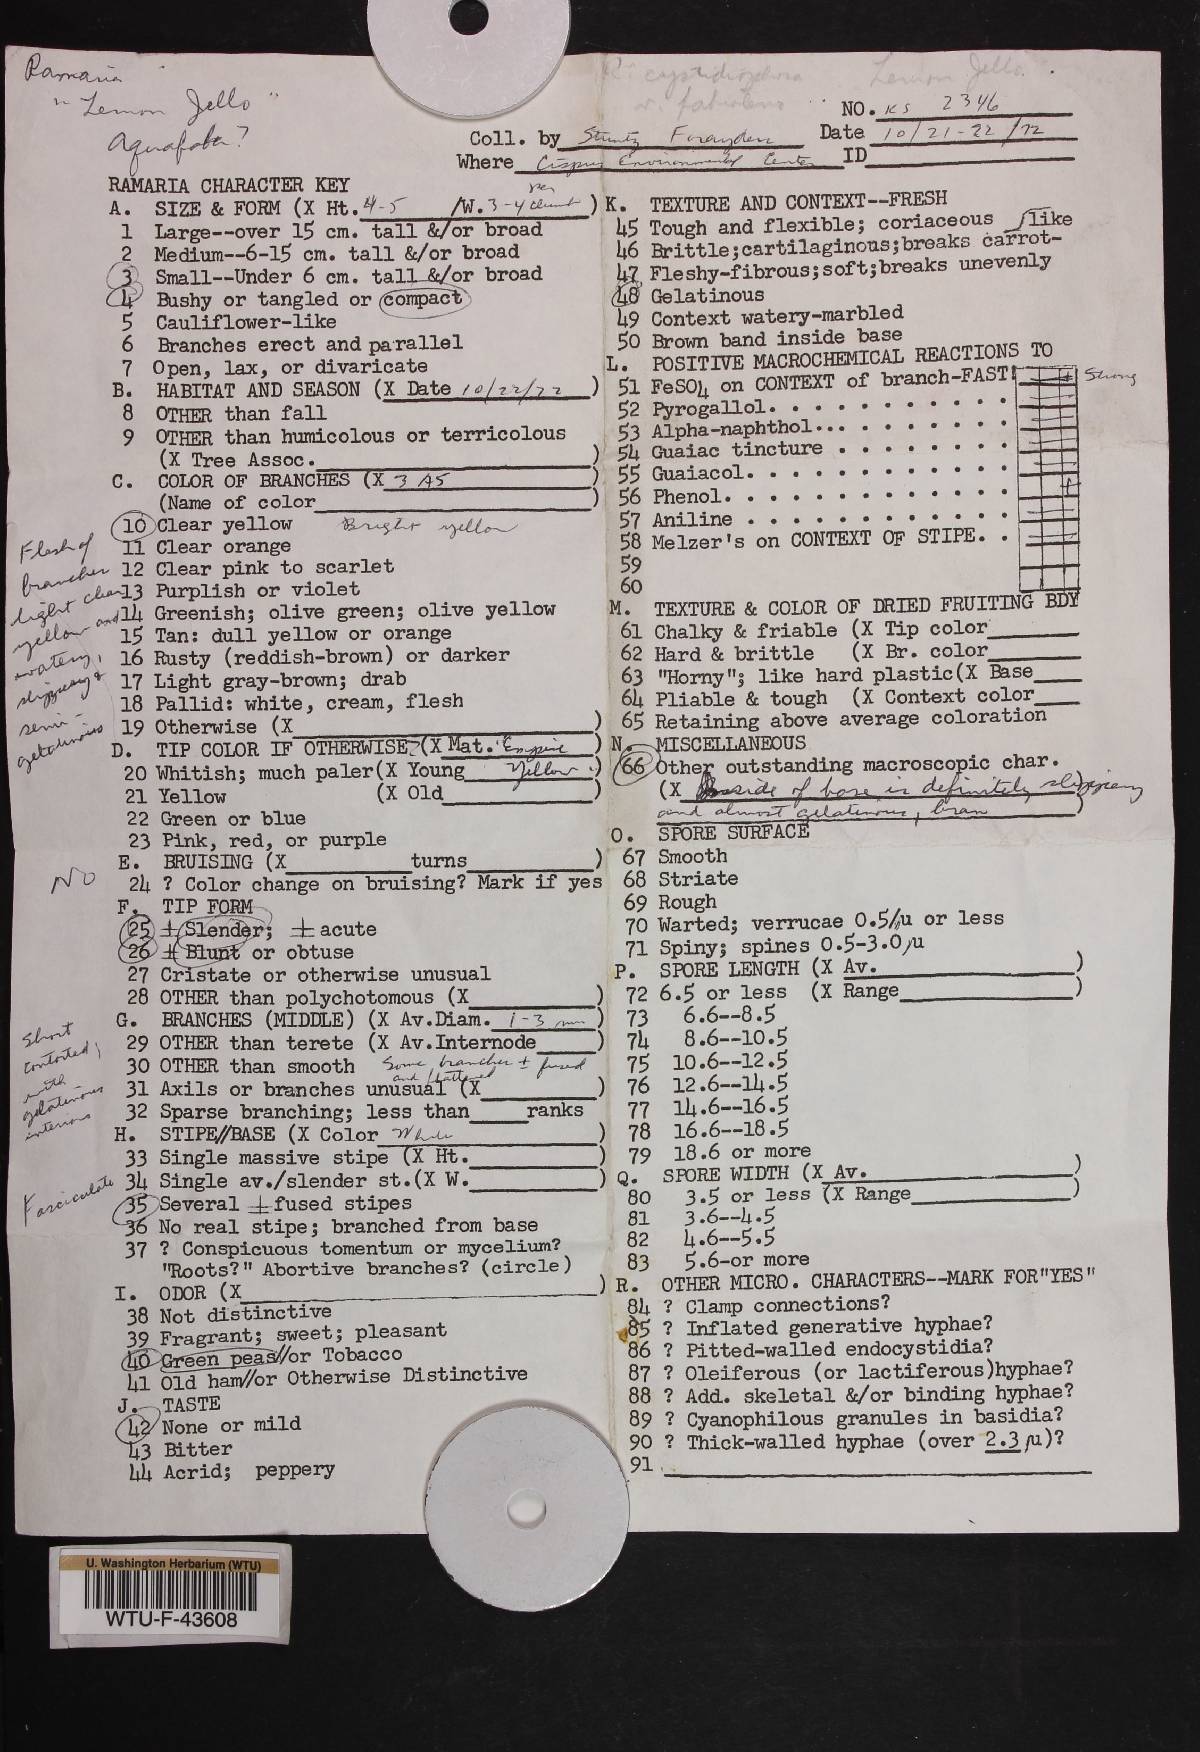 Ramaria
"Lemon Jello"
R. cystidiophora Lemon Jello
v. fabiolens
NO. KS 2346
Coll. by Stuntz Forayers Date 10/21-22/72
Where Cispus Environmental Center ID
RAMARIA CHARACTER KEY
A. SIZE & FORM (X Ht. 4-5 /W. 3-4 per clump)
1 Large--over 15 cm. tall &/or broad
2 Medium--6-15 cm. tall &/or broad
3 Small--Under 6 cm. tall &/or broad
4 Bushy or tangled or compact
5 Cauliflower-like
6 Branches erect and parallel
7 Open, lax, or divaricate
B. HABITAT AND SEASON (X Date 10/22/72)
8 OTHER than fall
9 OTHER than humicolous or terricolous
(X Tree Assoc. )
C. COLOR OF BRANCHES (X 3 A5 )
(Name of color )
10 Clear yellow Bright yellow
11 Clear orange
12 Clear pink to scarlet
13 Purplish or violet
14 Greenish; olive green; olive yellow
15 Tan: dull yellow or orange
16 Rusty (reddish-brown) or darker
17 Light gray-brown; drab
18 Pallid: white, cream, flesh
19 Otherwise (X )
Flesh of
branches
light clear
yellow and
watery,
slippery &
semi-
gelatinous
D. TIP COLOR IF OTHERWISE?(X Mat. Empire )
20 Whitish; much paler(X Young Yellow )
21 Yellow (X Old )
22 Green or blue
23 Pink, red, or purple
E. BRUISING (X turns )
No
24 ? Color change on bruising? Mark if yes
F. TIP FORM
25 ± Slender; ± acute
26 ± Blunt or obtuse
27 Cristate or otherwise unusual
28 OTHER than polychotomous (X )
G. BRANCHES (MIDDLE) (X Av.Diam. 1-3 mm)
29 OTHER than terete (X Av.Internode )
30 OTHER than smooth Some branches ± fused
and flattened
31 Axils or branches unusual (X )
32 Sparse branching; less than ranks
Short
contorted,
with
gelatinous
interiors
H. STIPE//BASE (X Color White )
33 Single massive stipe (X Ht. )
34 Single av./slender st.(X W. )
Fasciculate
35 Several ± fused stipes
36 No real stipe; branched from base
37 ? Conspicuous tomentum or mycelium?
"Roots?" Abortive branches? (circle)
I. ODOR (X )
38 Not distinctive
39 Fragrant; sweet; pleasant
40 Green peas//or Tobacco
41 Old ham//or Otherwise Distinctive
J. TASTE
42 None or mild
43 Bitter
44 Acrid; peppery
K. TEXTURE AND CONTEXT--FRESH
45 Tough and flexible; coriaceous like
46 Brittle;cartilaginous;breaks carrot-
47 Fleshy-fibrous;soft;breaks unevenly
48 Gelatinous
49 Context watery-marbled
50 Brown band inside base
L. POSITIVE MACROCHEMICAL REACTIONS TO
51 FeSO4 on CONTEXT of branch-FAST! + Strong
52 Pyrogallol. . . . . . . . . . .
53 Alpha-naphthol... . . . . . . .
54 Guaiac tincture . . . . . . . .
55 Guaiacol. . . . . . . . . . . .
56 Phenol. . . . . . . . . . . . . +
57 Aniline . . . . . . . . . . . .
58 Melzer's on CONTEXT OF STIPE. .
59
60
M. TEXTURE & COLOR OF DRIED FRUITING BDY
61 Chalky & friable (X Tip color
62 Hard & brittle (X Br. color
63 "Horny"; like hard plastic(X Base
64 Pliable & tough (X Context color
65 Retaining above average coloration
N. MISCELLANEOUS
66 Other outstanding macroscopic char.
(X Inside of base is definitely slippery
and almost gelatinous, )
O. SPORE SURFACE
67 Smooth
68 Striate
69 Rough
70 Warted; verrucae 0.5µ or less
71 Spiny; spines 0.5-3.0µ
P. SPORE LENGTH (X Av. )
72 6.5 or less (X Range )
73 6.6--8.5
74 8.6--10.5
75 10.6--12.5
76 12.6--14.5
77 14.6--16.5
78 16.6--18.5
79 18.6 or more
Q. SPORE WIDTH (X Av. )
80 3.5 or less (X Range )
81 3.6--4.5
82 4.6--5.5
83 5.6-or more
R. OTHER MICRO. CHARACTERS--MARK FOR"YES"
84 ? Clamp connections?
85 ? Inflated generative hyphae?
86 ? Pitted-walled endocystidia?
87 ? Oleiferous (or lactiferous)hyphae?
88 ? Add. skeletal &/or binding hyphae?
89 ? Cyanophilous granules in basidia?
90 ? Thick-walled hyphae (over 2.3 µ)?
91
U. Washington Herbarium (WTU)
WTU-F-43608